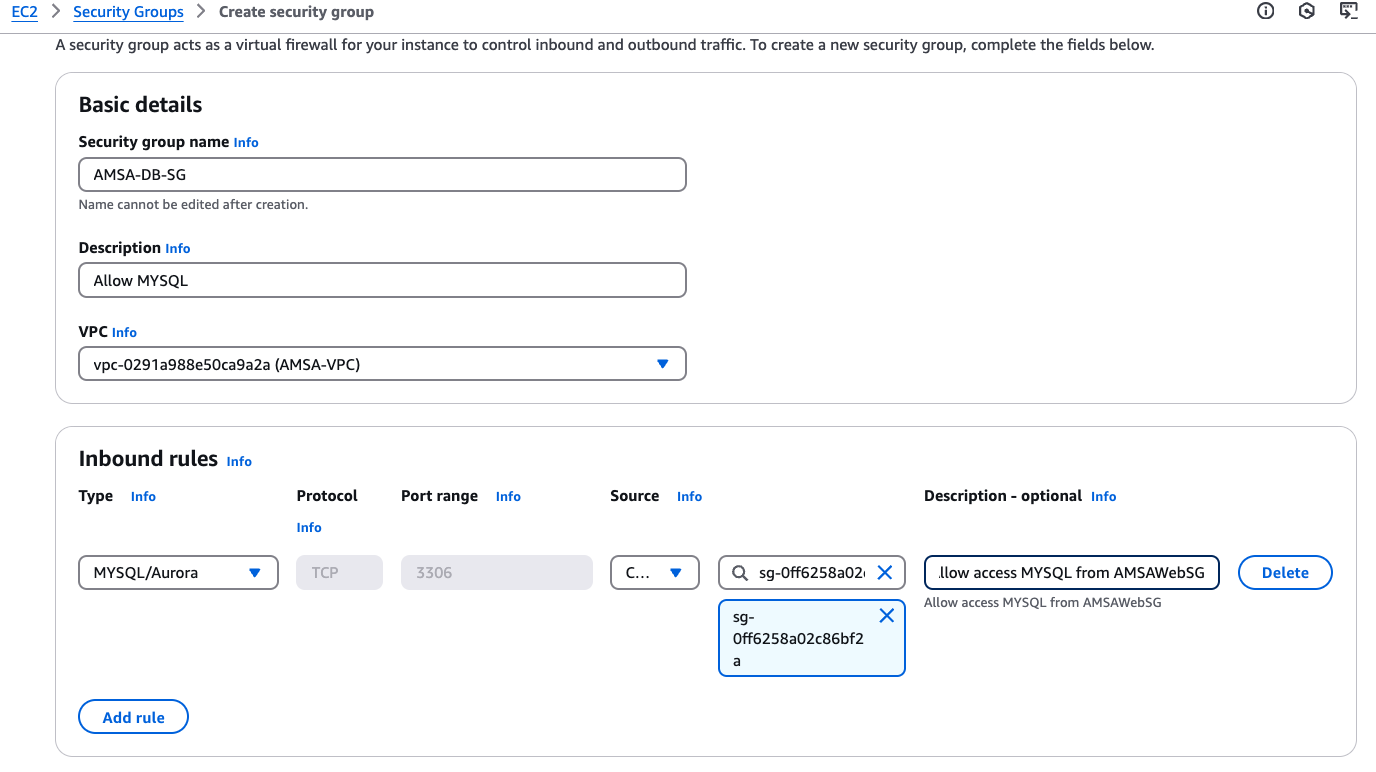 EC2 > Security Groups > Create security group
A security group acts as a virtual firewall for your instance to control inbound and outbound traffic. To create a new security group, complete the fields below.
Basic details
Security group name Info
AMSA-DB-SG
Name cannot be edited after creation.
Description Info
Allow MYSQL
VPC Info
vpc-0291a988e50ca9a2a (AMSA-VPC)
Inbound rules Info
Type Info Protocol Port range Info Source Info Description - optional Info
Info
MYSQL/Aurora TCP 3306 C... sg-0ff6258a02 llow access MYSQL from AMSAWebSG Delete
Allow access MYSQL from AMSAWebSG
sg-
0ff6258a02c86bf2
a
Add rule